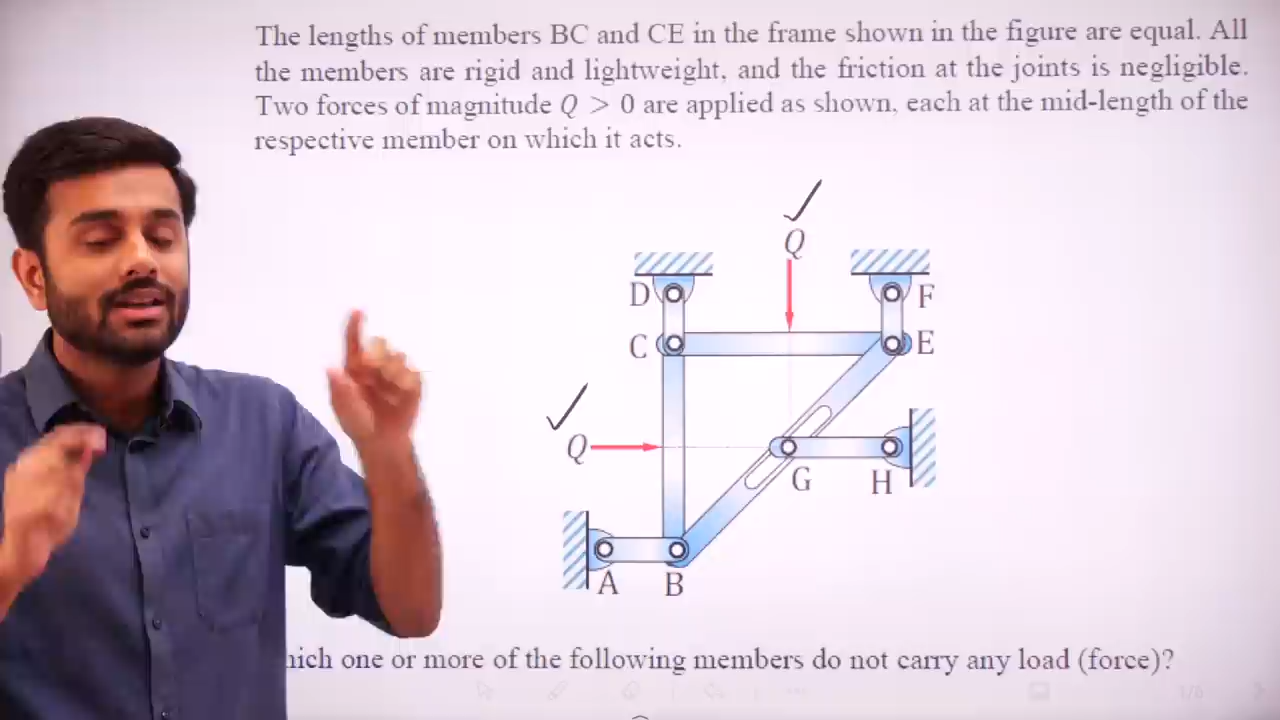 The lengths of members BC and CE in the frame shown in the figure are equal. All
the members are rigid and lightweight, and the friction at the joints is negligible.
Two forces of magnitude Q > 0 are applied as shown, each at the mid-length of the
respective member on which it acts.
Q
D
F
C
E
Q
G
H
A
B
hich one or more of the following members do not carry any load (force)?
1/6